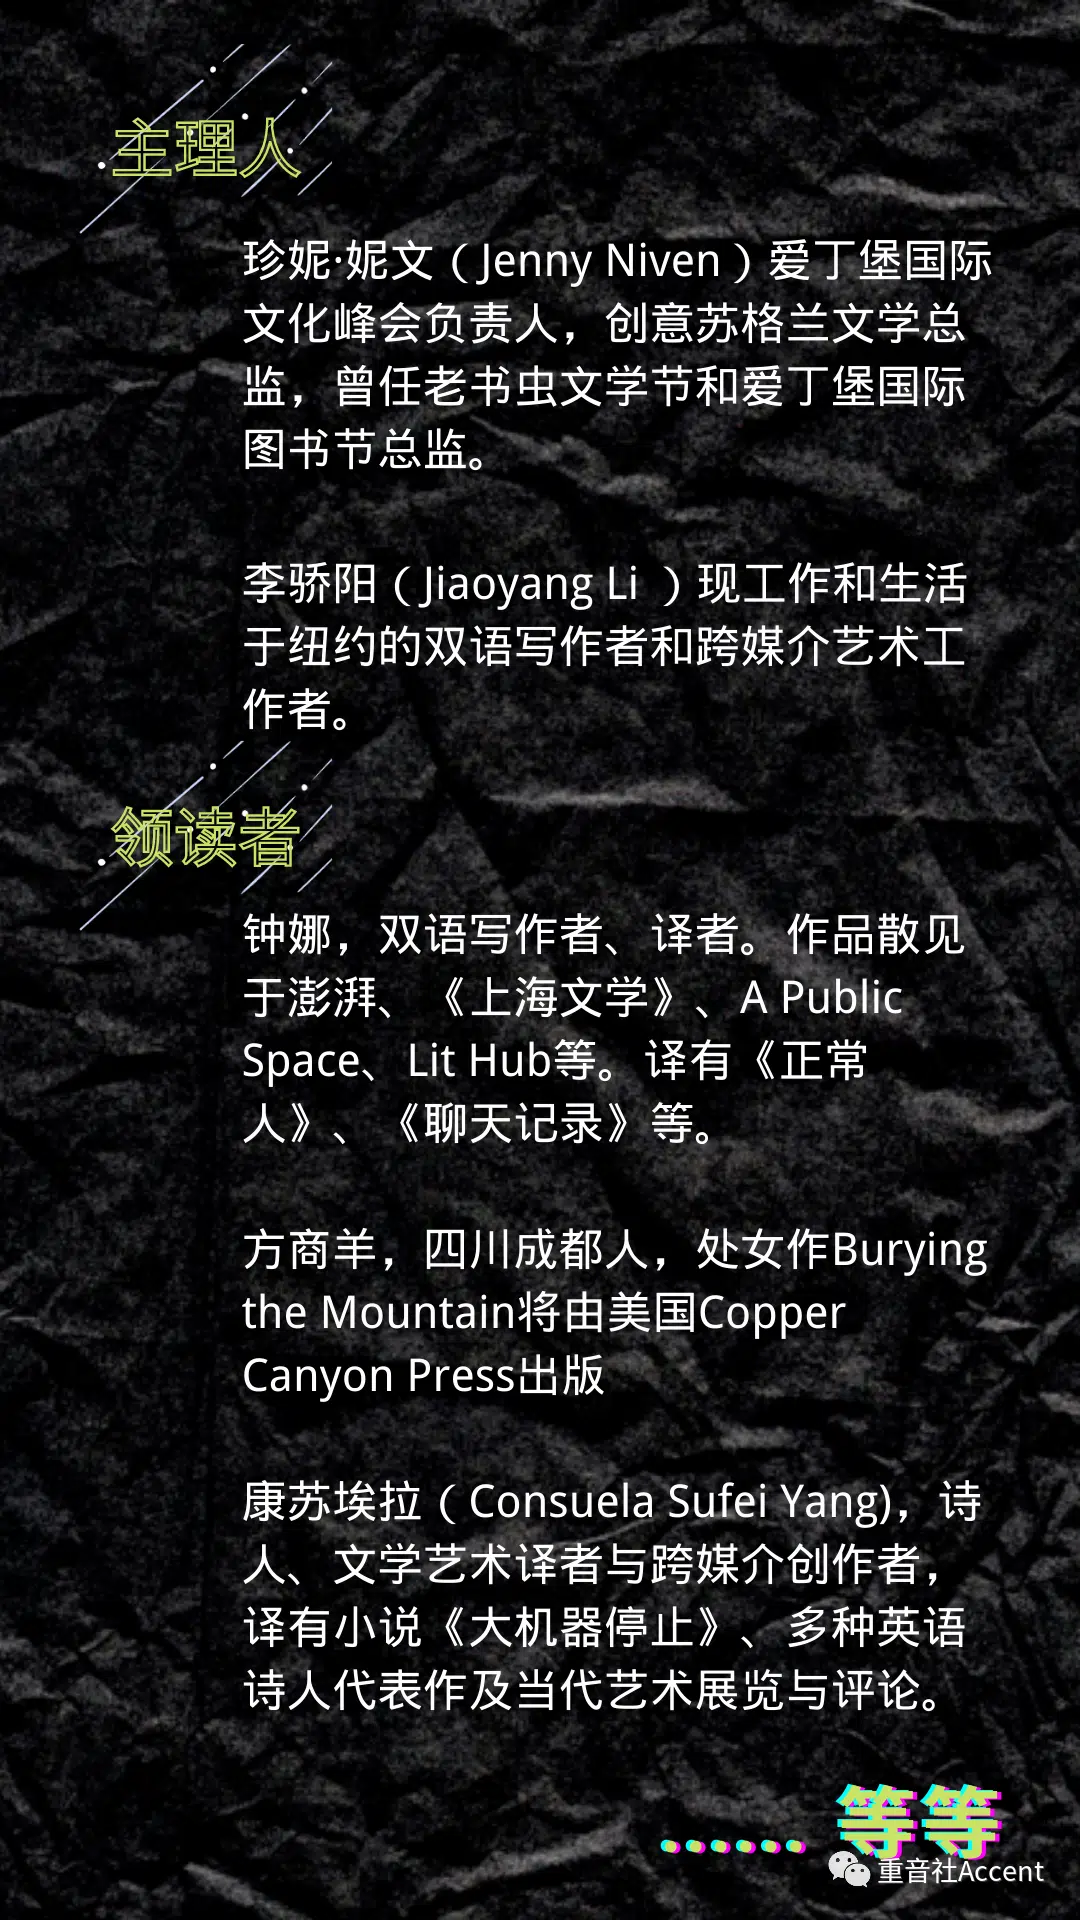 主理人
珍妮·妮文（Jenny Niven）爱丁堡国际
文化峰会负责人，创意苏格兰文学总
监，曾任老书虫文学节和爱丁堡国际
图书节总监。
李骄阳（Jiaoyang Li ）现工作和生活
于纽约的双语写作者和跨媒介艺术工
作者。
领读者
钟娜，双语写作者、译者。作品散见
于澎湃、《上海文学》、A Public
Space、Lit Hub等。 译有《正常
人》、《聊天记录》等。
方商羊，四川成都人，处女作Burying
the Mountain将由美国Copper
Canyon Press出版
康苏埃拉（Consuela Sufei Yang)，诗
人、文学艺术译者与跨媒介创作者，
译有小说《大机器停止》、多种英语
诗人代表作及当代艺术展览与评论。
......等等
重音社Accent